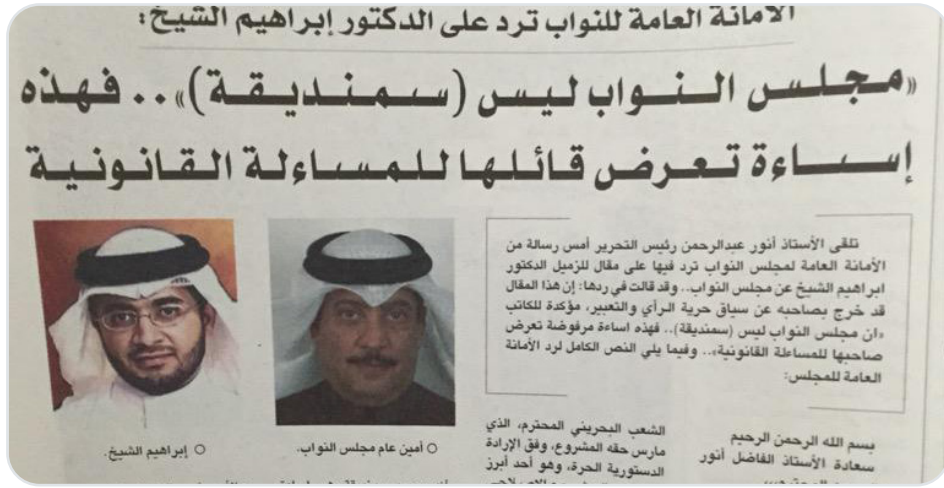 الأمانة العامة للنواب ترد على الدكتور إبراهيم الشيخ:
«مجلس النواب ليس (سمنديقة)».. فهذه
إساءة تعرض قائلها للمساءلة القانونية
تلقى الأستاذ أنور عبدالرحمن رئيس التحرير أمس رسالة من
الأمانة العامة لمجلس النواب ترد فيها على مقال للزميل الدكتور
ابراهيم الشيخ عن مجلس النواب.. وقد قالت في ردها: إن هذا المقال
قد خرج بصاحبه عن سياق حرية الرأي والتعبير، مؤكدة للكاتب
«ان مجلس النواب ليس (سمنديقة).. فهذه اساءة مرفوضة تعرض
صاحبها للمساءلة القانونية».. وفيما يلي النص الكامل لرد الأمانة
العامة للمجلس:
بسم الله الرحمن الرحيم
سعادة الأستاذ الفاضل أنور
الشعب البحريني المحترم، الذي
مارس حقه المشروع، وفق الإرادة
الدستورية الحرة، وهو أحد أبرز
○ أمين عام مجلس النواب.
○ إبراهيم الشيخ.